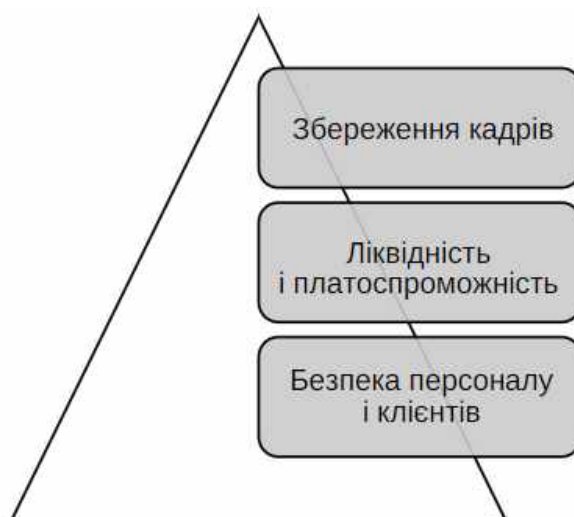 Збереження кадрів
Ліквідність
і платоспроможність
Безпека персоналу
і клієнтів